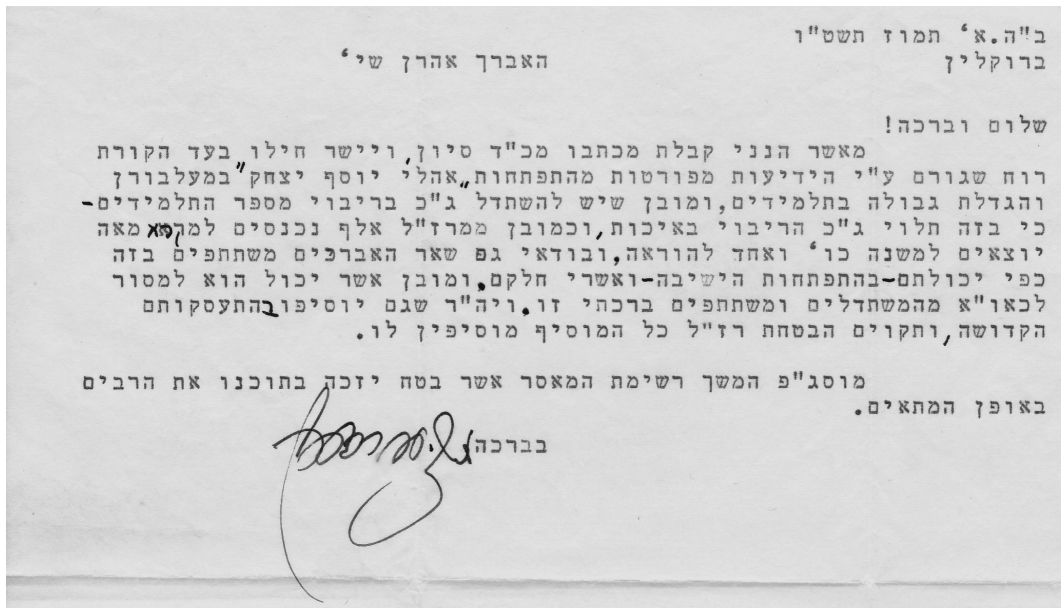 ב"ה.א' תמוז תשט"ו
ברוקלין
האברך אהרן שי'
שלום וברכה!
מאשר הנני קבלת מכתבו מכ"ד סיון, ויישר חילו בעד הקורת
רוח שגורם ע"י הידיעות מפורטות מהתפתחות "אהלי יוסף יצחק" במעלבורן
והגדלת גבולה בתלמידים, ומובן שיש להשתדל ג"כ בריבוי מספר התלמידים-
כי בזה תלוי ג"כ הריבוי באיכות, וכמובן ממרז"ל אלף נכנסים למקרא מאה
יוצאים למשנה כו' ואחד להוראה, ובודאי גם שאר האברכים משתתפים בזה
כפי יכולתם-בהתפתחות הישיבה-ואשרי חלקם. ומובן אשר יכול הוא למסור
לכאו"א מהמשתדלים ומשתתפים ברכתי זו. ויה"ר שגם יוסיפו בהתעסקותם
הקדושה, ותקוים הבטחת רז"ל כל המוסיף מוסיפין לו.
מוסג"פ המשך רשימת המאסר אשר בטח יזכה בתוכנו את הרבים
באופן המתאים.
בברכה